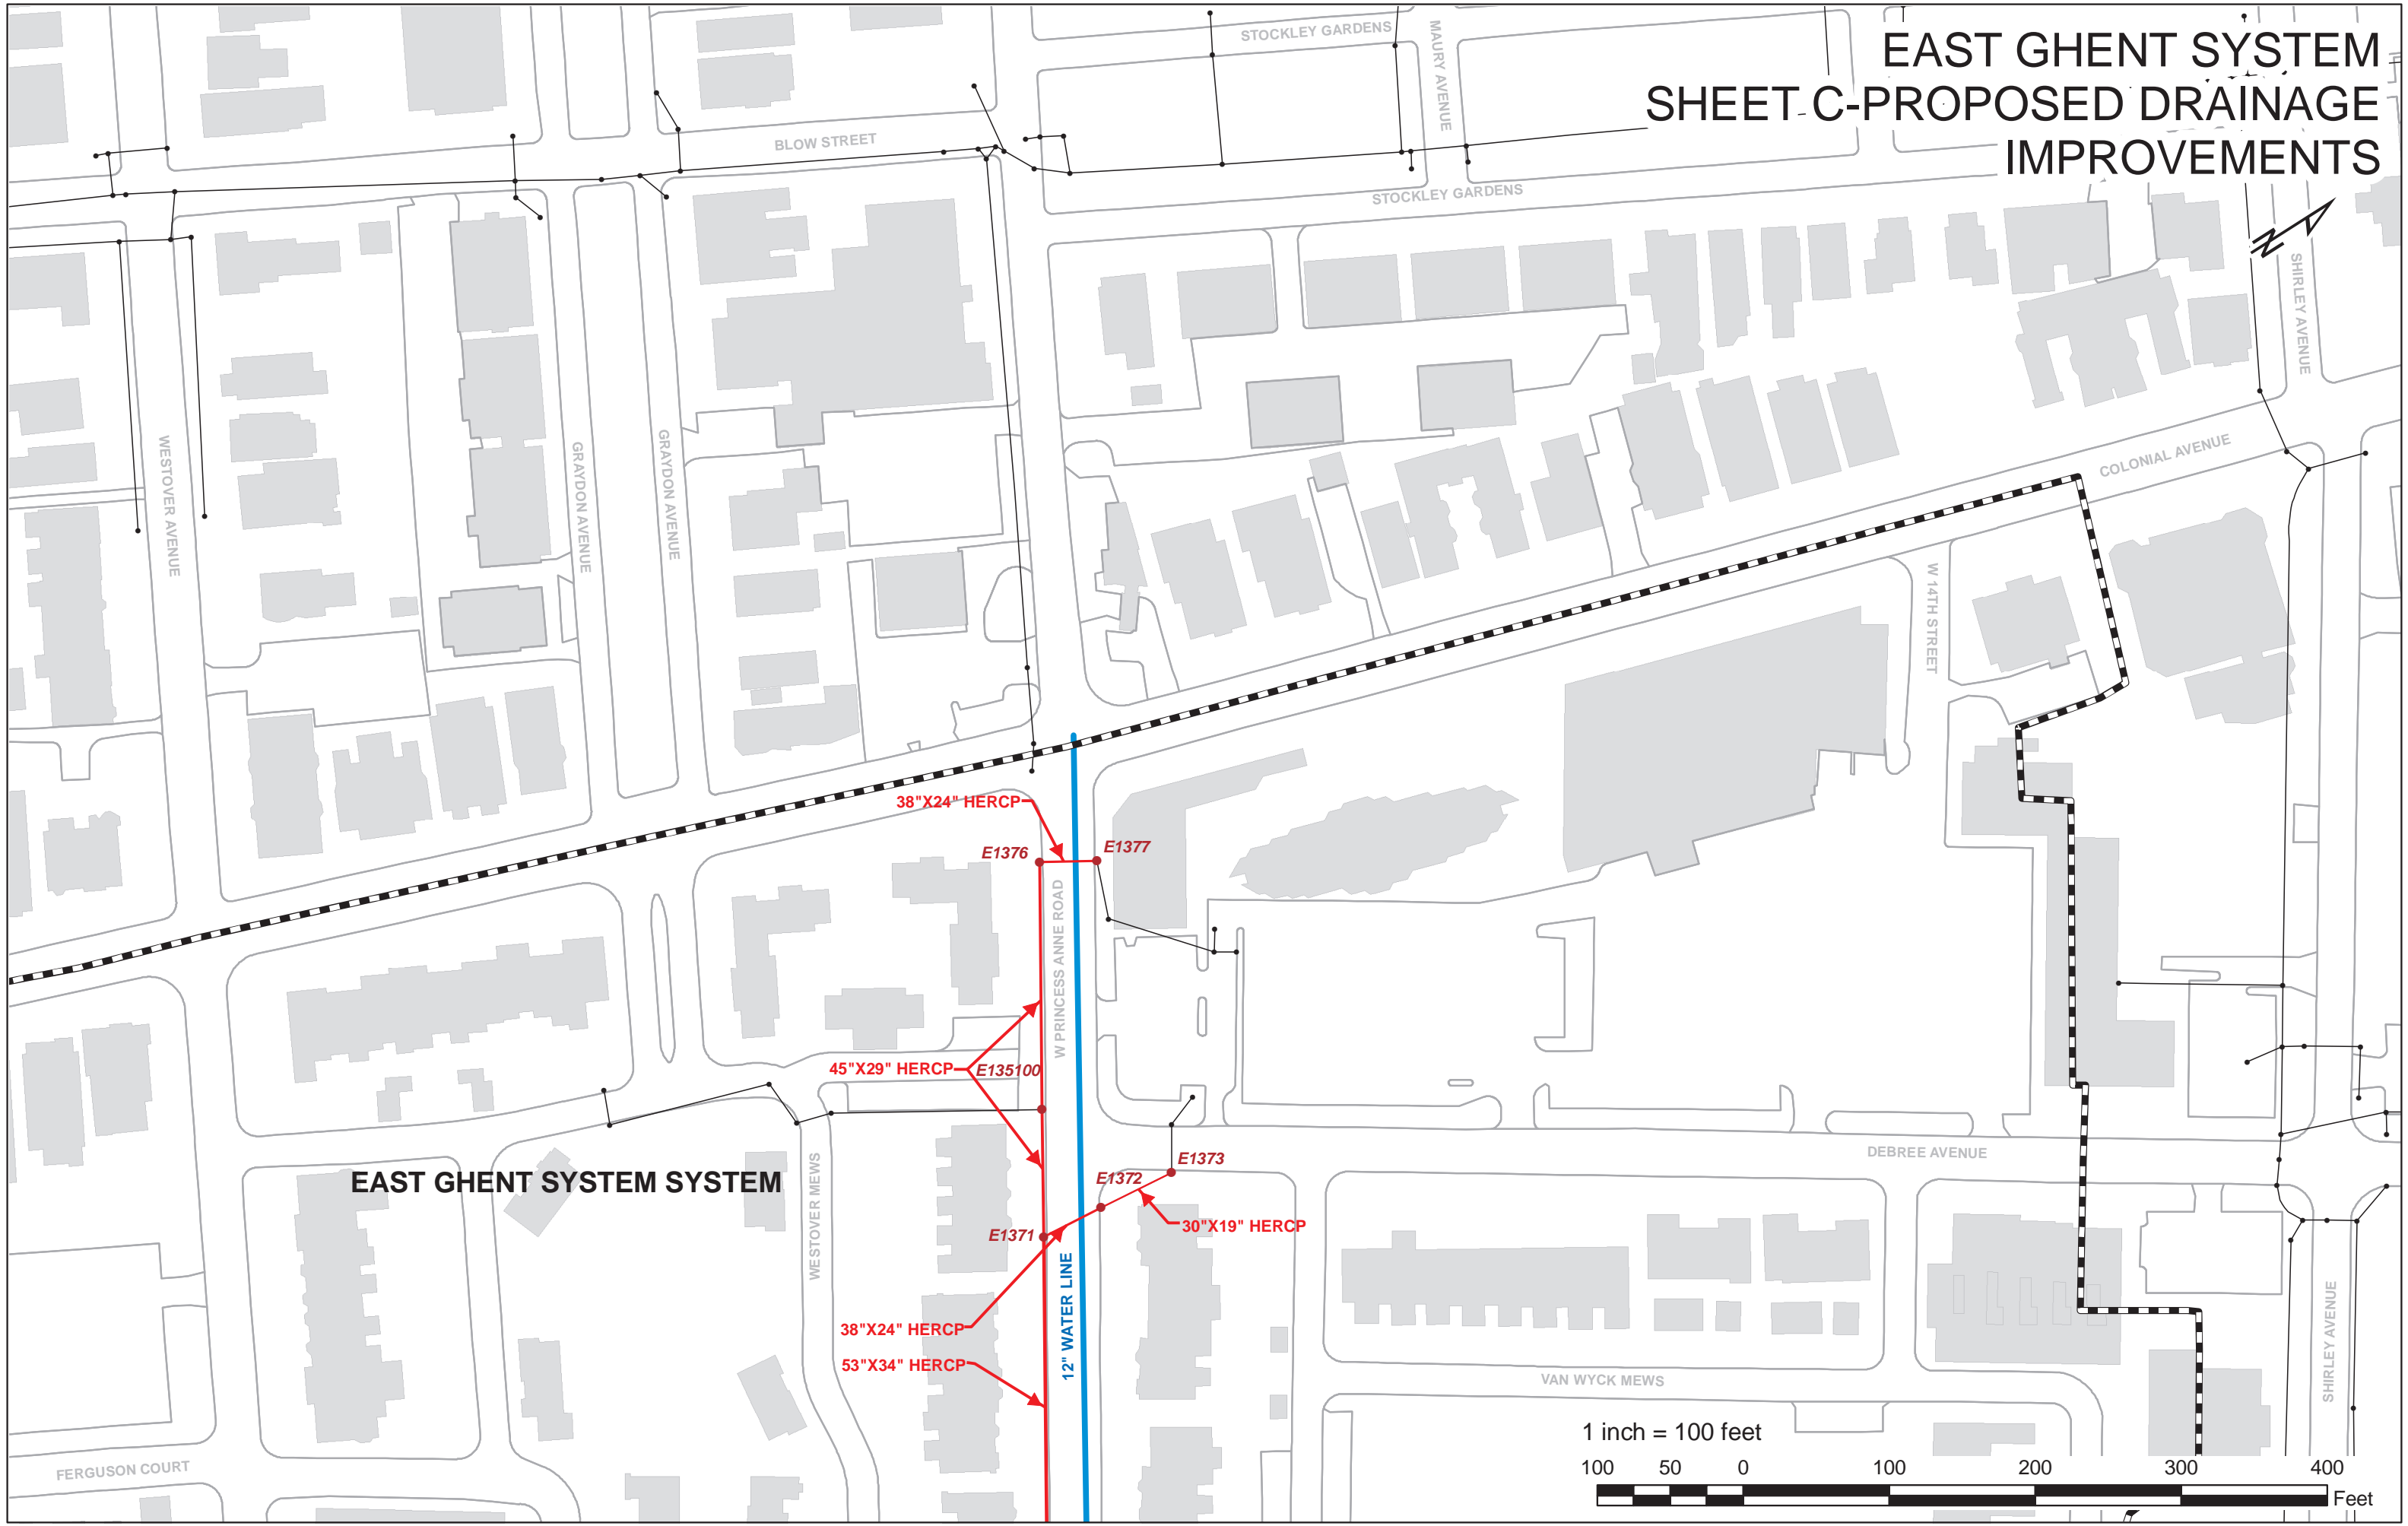 EAST GHENT SYSTEM
SHEET C-PROPOSED DRAINAGE
IMPROVEMENTS
STOCKLEY GARDENS
MAURY AVENUE
BLOW STREET
STOCKLEY GARDENS
SHIRLEY AVENUE
COLONIAL AVENUE
WESTOVER AVENUE
GRAYDON AVENUE
GRAYDON AVENUE
W 14TH STREET
38"X24" HERCP
E1376
E1377
W PRINCESS ANNE ROAD
45"X29" HERCP
E135100
DEBREE AVENUE
EAST GHENT SYSTEM SYSTEM
WESTOVER MEWS
E1373
E1372
30"X19" HERCP
E1371
12" WATER LINE
38"X24" HERCP
53"X34" HERCP
VAN WYCK MEWS
SHIRLEY AVENUE
FERGUSON COURT
1 inch = 100 feet
100 50 0 100 200 300 400
Feet